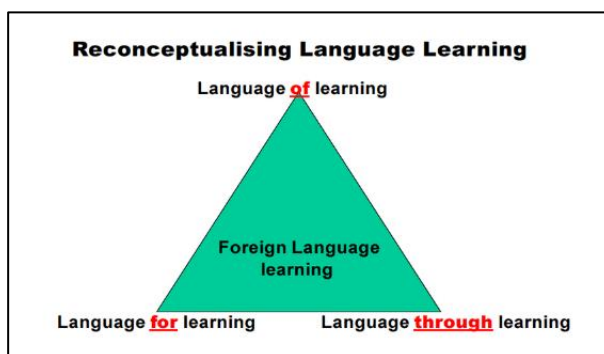 Reconceptualising Language Learning
Language of learning
Foreign Language
learning
Language for learning
Language through learning